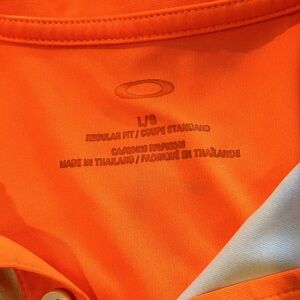 L/G
REGULAR FIT / COUPE STANDARD
MADE IN THAILAND / FABRIQUÉ EN THAÏLANDE